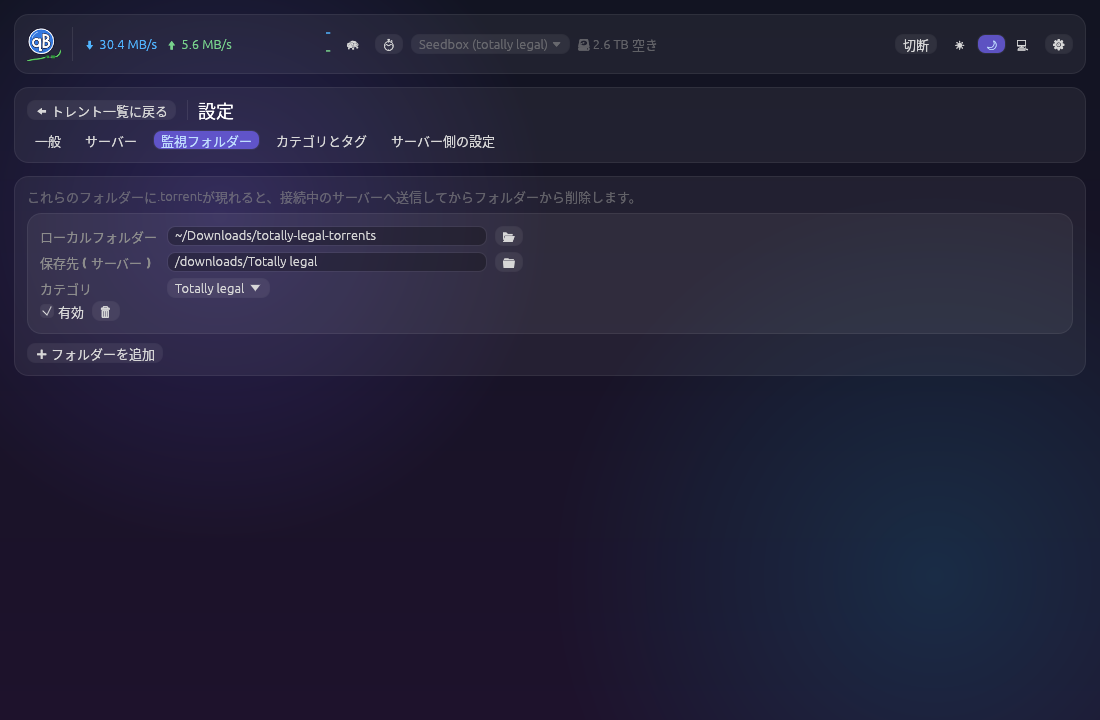 qB
30.4 MB/s 5.6 MB/s Seedbox (totally legal) 2.6 TB 空き 切断
トレント一覧に戻る 設定
一般 サーバー 監視フォルダー カテゴリとタグ サーバー側の設定
これらのフォルダーに.torrentが現れると、接続中のサーバーへ送信してからフォルダーから削除します。
ローカルフォルダー ~/Downloads/totally-legal-torrents
保存先(サーバー) /downloads/Totally legal
カテゴリ Totally legal
有効
フォルダーを追加